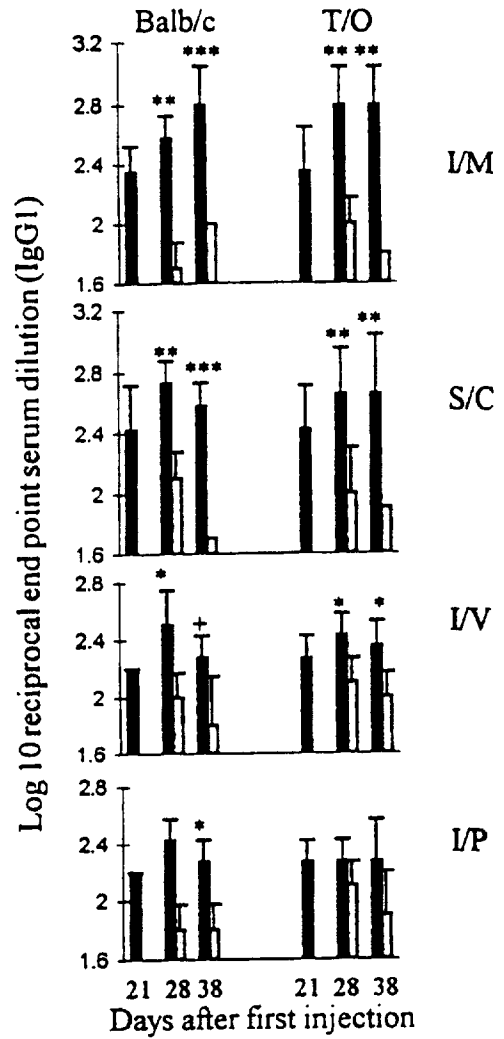 Balb/c T/O
3.2
*** ** **
2.8
**
2.4
2
1.6
I/M
3.2
** *** ** **
2.8
2.4
2
1.6
S/C
2.8
* + * *
2.4
2
1.6
I/V
2.8
*
2.4
2
1.6
I/P
21 28 38 21 28 38
Days after first injection
Log 10 reciprocal end point serum dilution (IgG1)